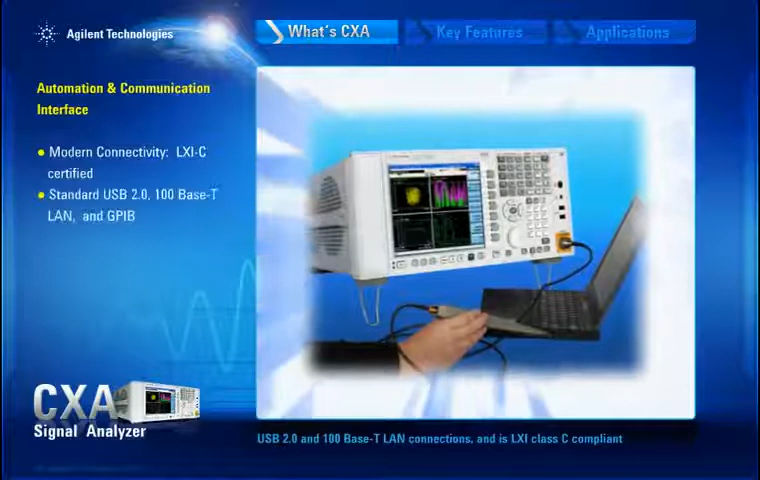 Agilent Technologies
What's CXA
Key Features
Applications
Automation & Communication
Interface
Modern Connectivity: LXI-C
certified
Standard USB 2.0, 100 Base-T
LAN, and GPIB
CXA
Signal Analyzer
USB 2.0 and 100 Base-T LAN connections, and is LXI class C compliant